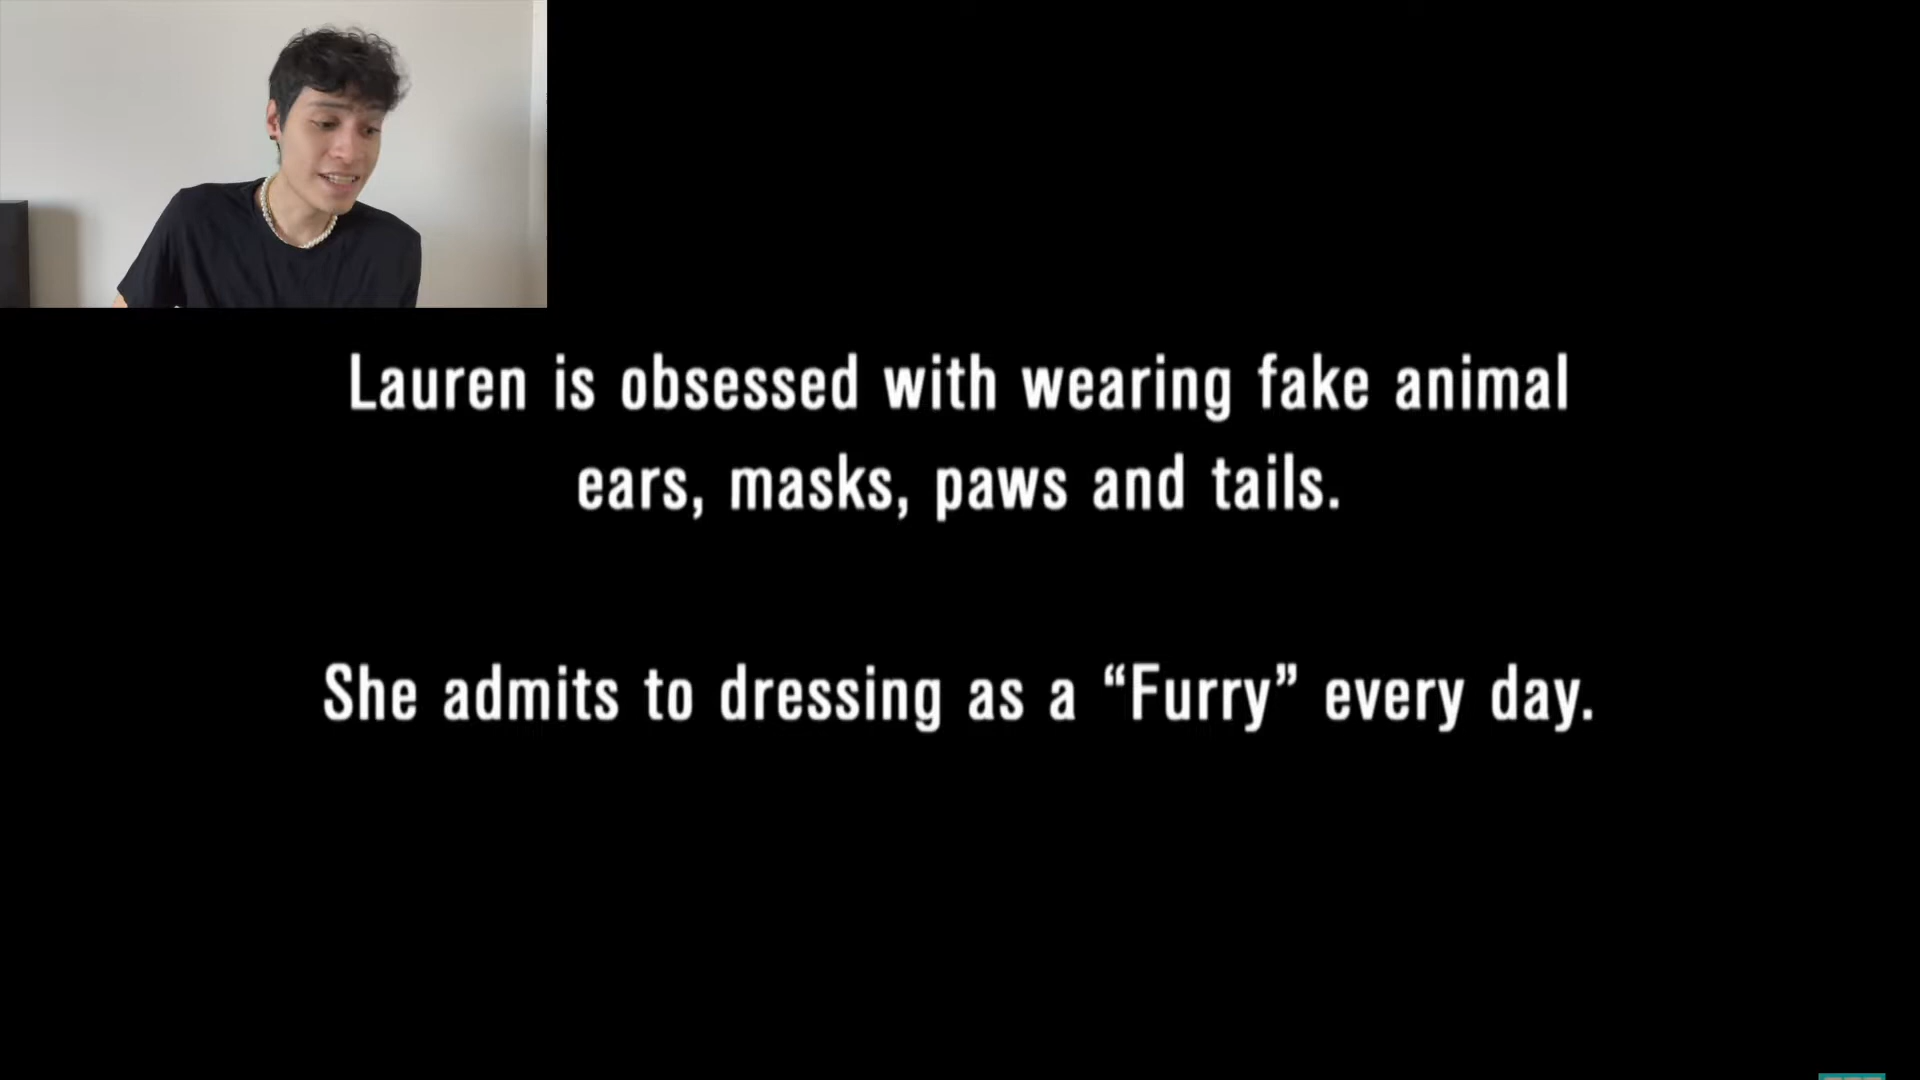 Lauren is obsessed with wearing fake animal
ears, masks, paws and tails.
She admits to dressing as a “Furry” every day.